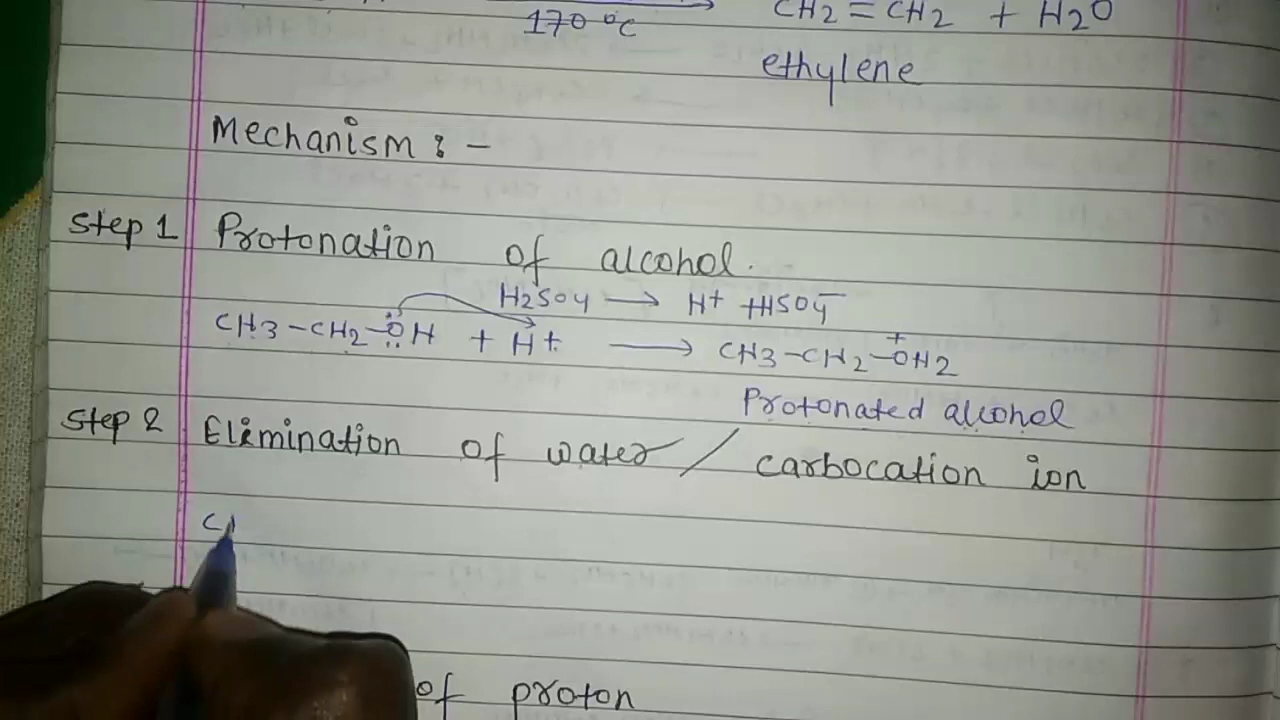 CH2 = CH2 + H2O
170 °C
ethylene
Mechanism :-
Step 1 Protonation of alcohol.
H2SO4 → H+ + HSO4-
CH3-CH2-ÖH + H+ → CH3-CH2-OH2
+
Protonated alcohol
Step 2 Elimination of water / carbocation ion
CH
of proton